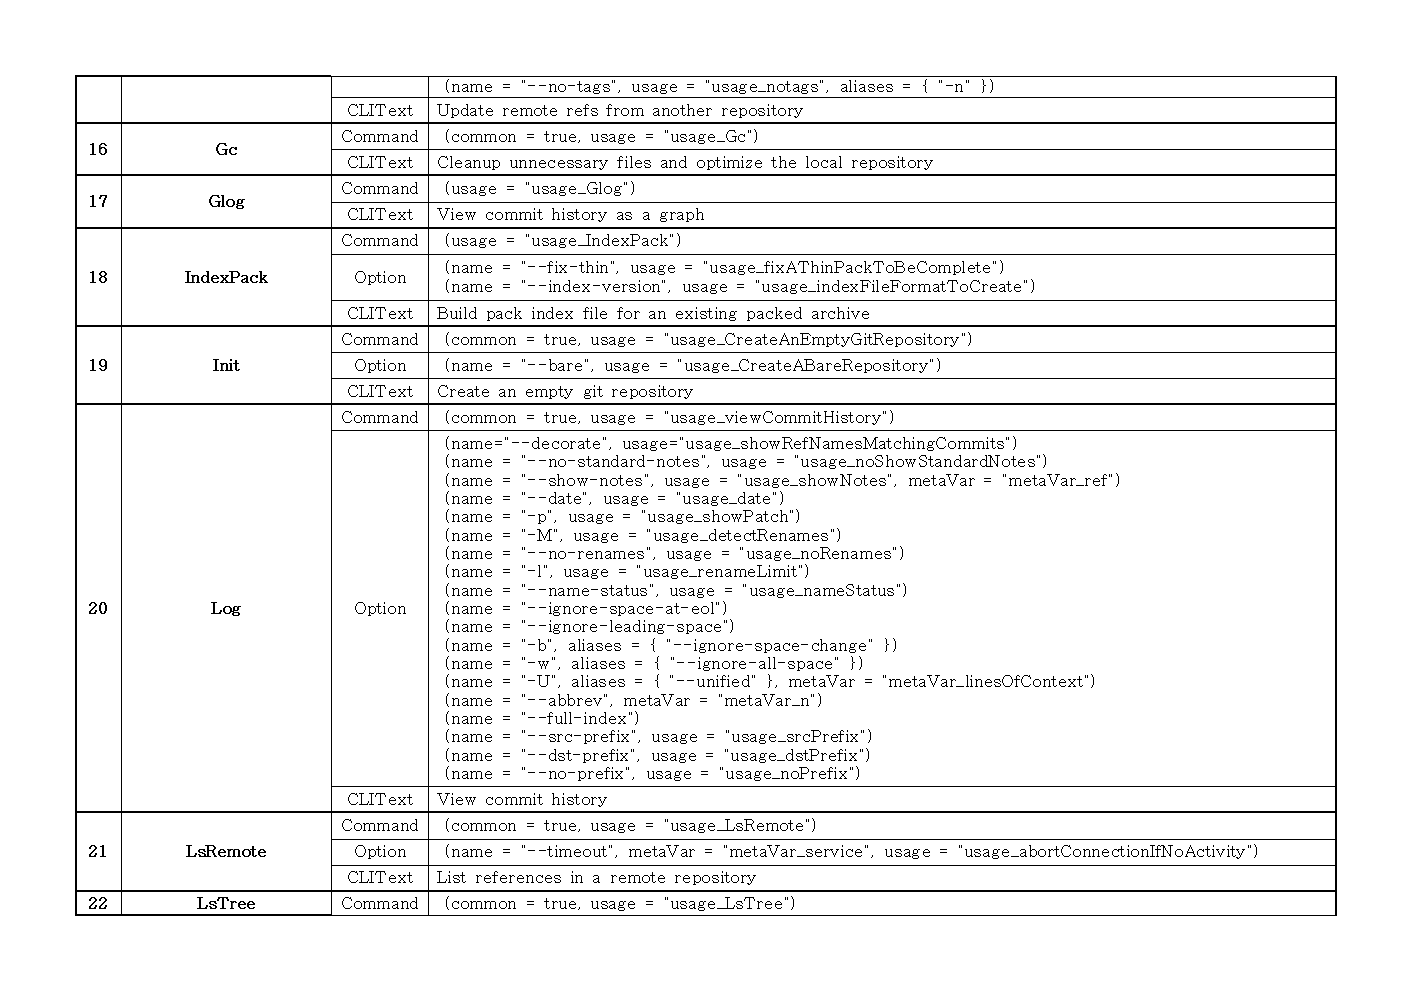 (name = "--no-tags", usage = "usage_notags", aliases = { "-n" })
CLIText Update remote refs from another repository
16 Gc
Command (common = true, usage = "usage_Gc")
CLIText Cleanup unnecessary files and optimize the local repository
17 Glog
Command (usage = "usage_Glog")
CLIText View commit history as a graph
18 IndexPack
Command (usage = "usage_IndexPack")
Option (name = "--fix-thin", usage = "usage_fixAThinPackToBeComplete")
(name = "--index-version", usage = "usage_indexFileFormatToCreate")
CLIText Build pack index file for an existing packed archive
19 Init
Command (common = true, usage = "usage_CreateAnEmptyGitRepository")
Option (name = "--bare", usage = "usage_CreateABareRepository")
CLIText Create an empty git repository
20 Log
Command (common = true, usage = "usage_viewCommitHistory")
Option
(name="--decorate", usage="usage_showRefNamesMatchingCommits")
(name = "--no-standard-notes", usage = "usage_noShowStandardNotes")
(name = "--show-notes", usage = "usage_showNotes", metaVar = "metaVar_ref")
(name = "--date", usage = "usage_date")
(name = "-p", usage = "usage_showPatch")
(name = "-M", usage = "usage_detectRenames")
(name = "--no-renames", usage = "usage_noRenames")
(name = "-l", usage = "usage_renameLimit")
(name = "--name-status", usage = "usage_nameStatus")
(name = "--ignore-space-at-eol")
(name = "--ignore-leading-space")
(name = "-b", aliases = { "--ignore-space-change" })
(name = "-w", aliases = { "--ignore-all-space" })
(name = "-U", aliases = { "--unified" }, metaVar = "metaVar_linesOfContext")
(name = "--abbrev", metaVar = "metaVar_n")
(name = "--full-index")
(name = "--src-prefix", usage = "usage_srcPrefix")
(name = "--dst-prefix", usage = "usage_dstPrefix")
(name = "--no-prefix", usage = "usage_noPrefix")
CLIText View commit history
21 LsRemote
Command (common = true, usage = "usage_LsRemote")
Option (name = "--timeout", metaVar = "metaVar_service", usage = "usage_abortConnectionIfNoActivity")
CLIText List references in a remote repository
22 LsTree Command (common = true, usage = "usage_LsTree")